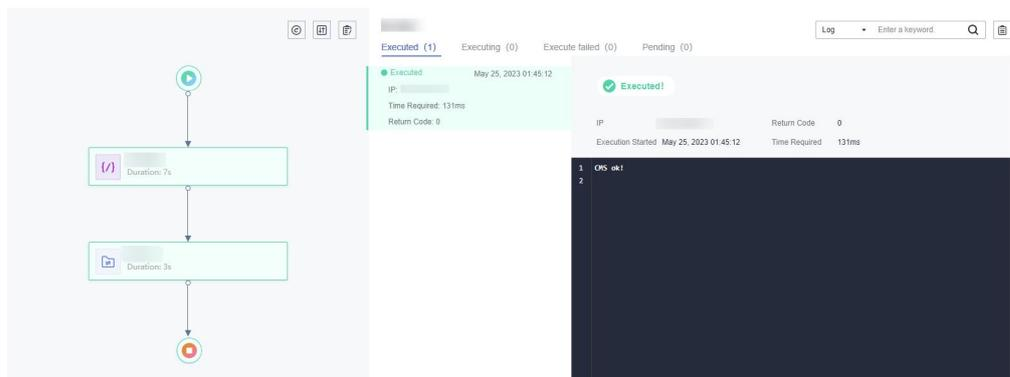 Duration: 7s
Duration: 3s
Executed (1)
Executing (0)
Execute failed (0)
Pending (0)
Log
Enter a keyword.
Executed
May 25, 2023 01:45:12
IP:
Time Required: 131ms
Return Code: 0
Executed!
IP
Return Code 0
Execution Started May 25, 2023 01:45:12
Time Required 131ms
1 CMS ok!
2